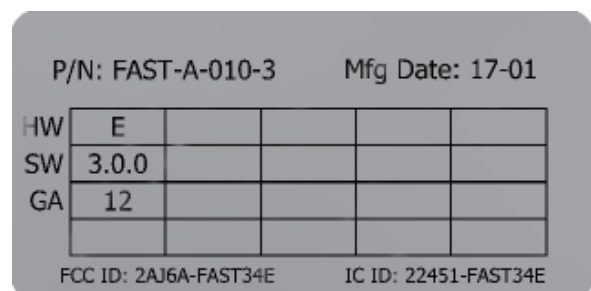 P/N: FAST-A-010-3 Mfg Date: 17-01
HW E
SW 3.0.0
GA 12
FCC ID: 2AJ6A-FAST34E IC ID: 22451-FAST34E